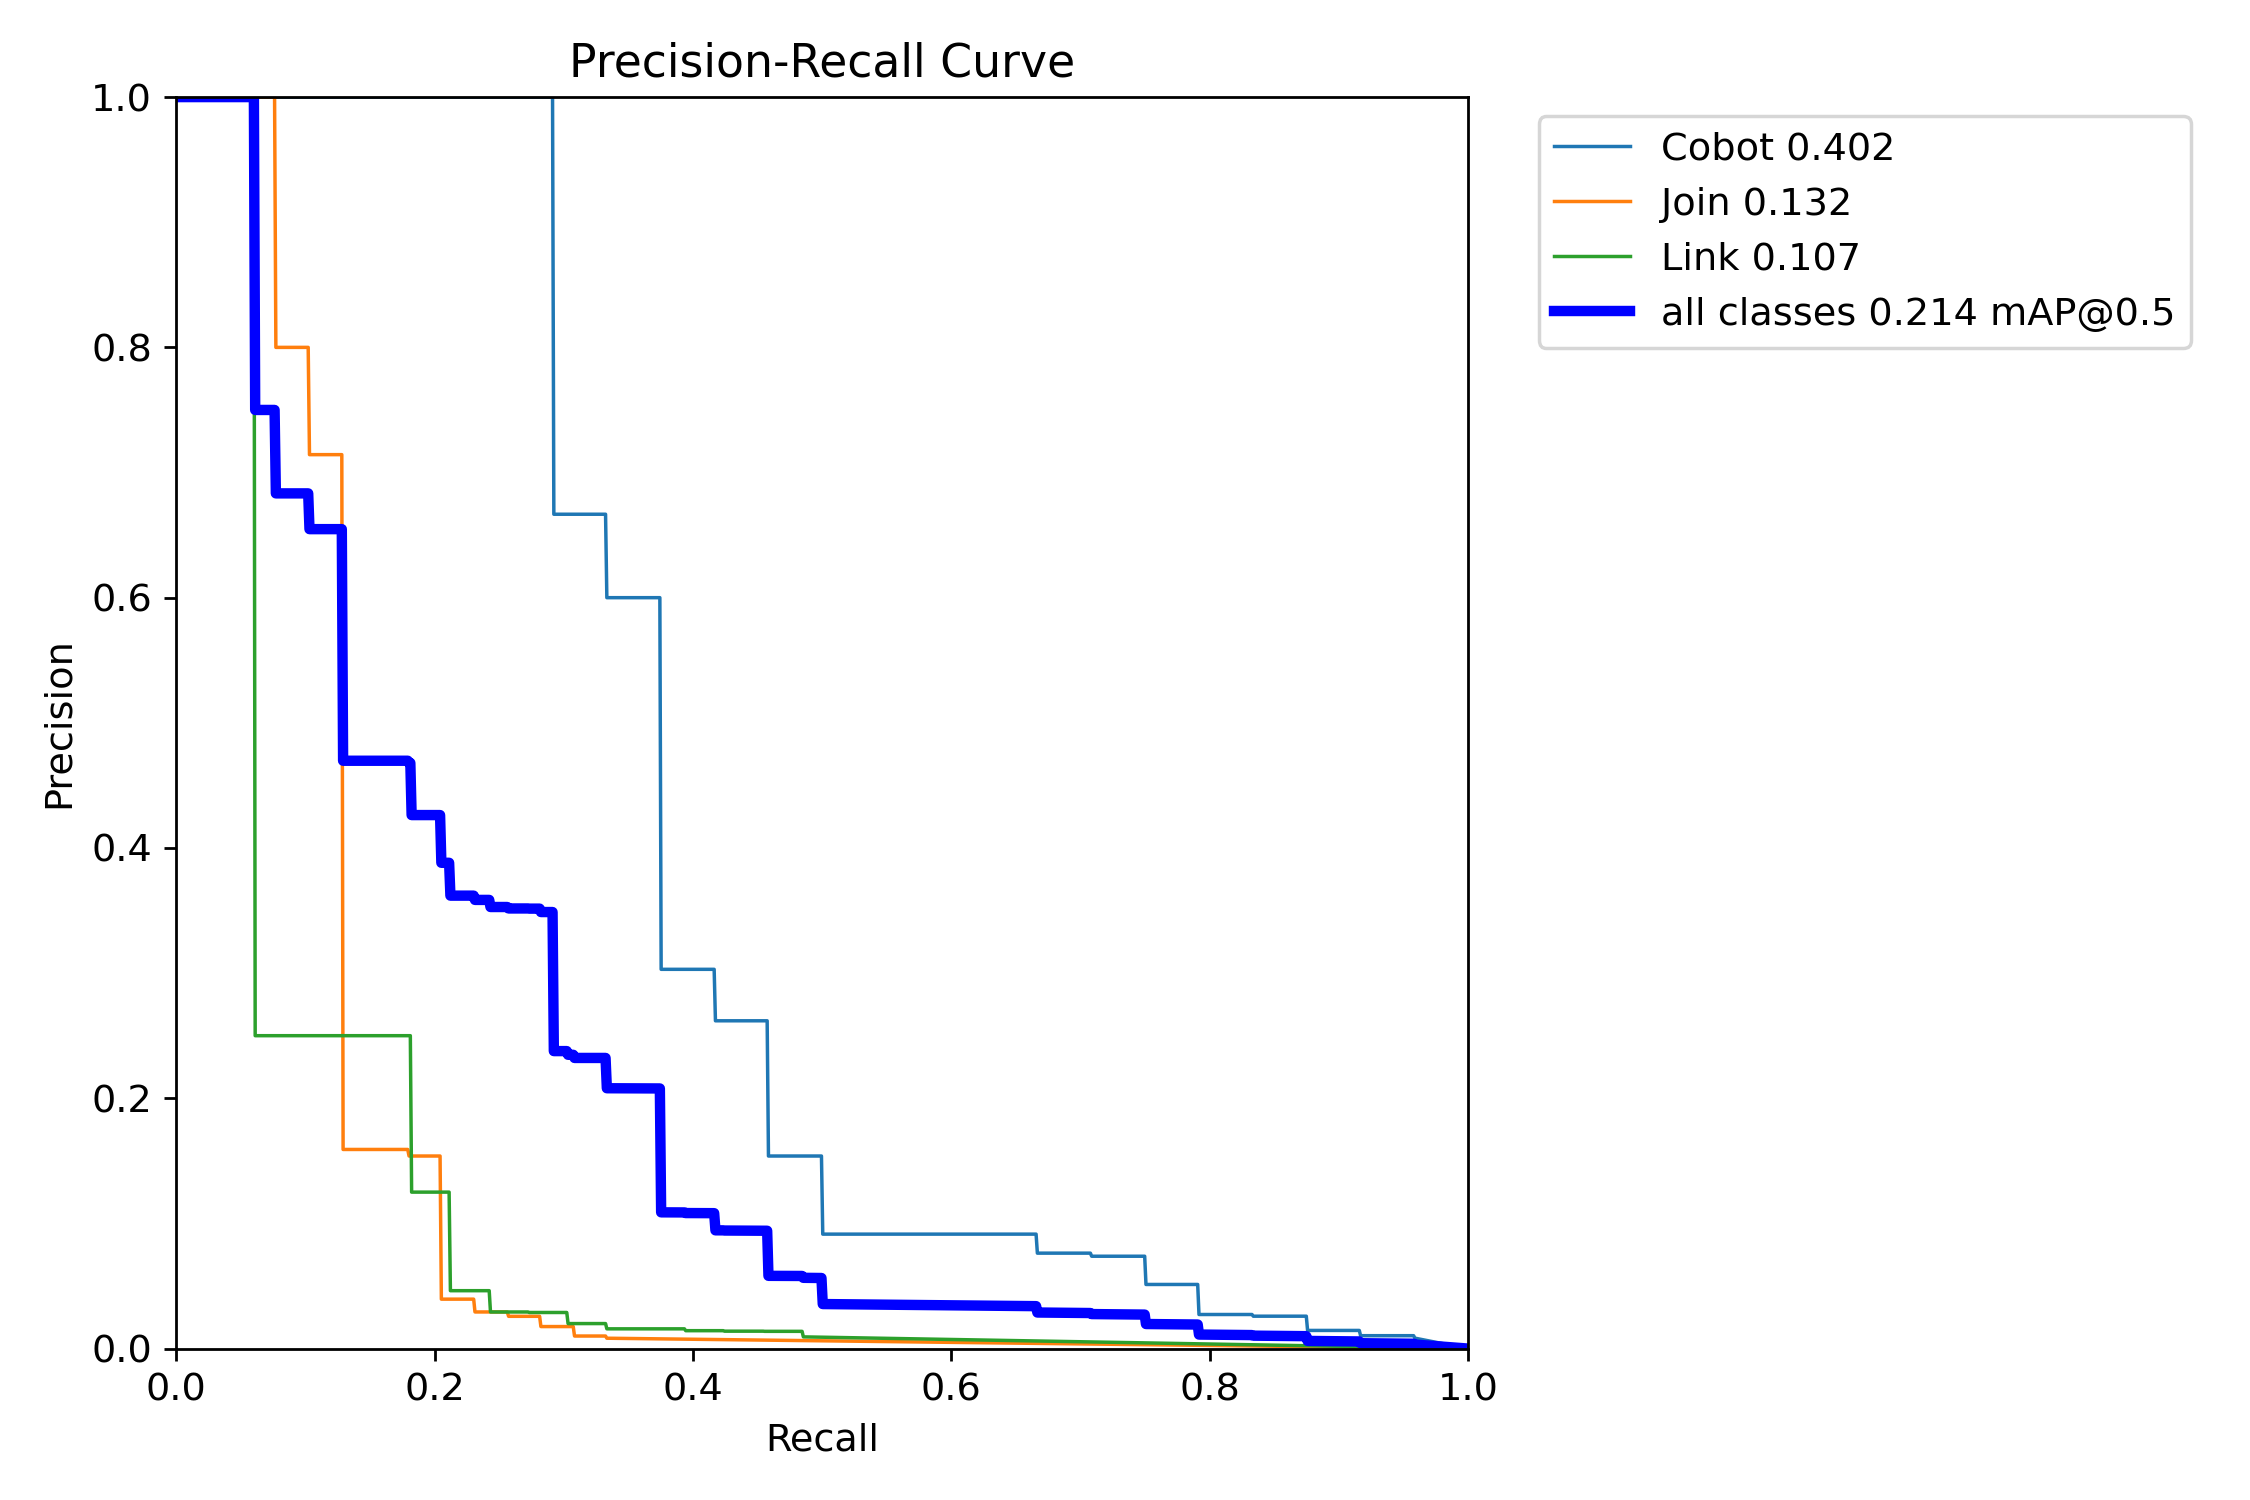 Precision-Recall Curve
1.0
0.8
0.6
0.4
0.2
0.0
Precision
0.0 0.2 0.4 0.6 0.8 1.0
Recall
Cobot 0.402
Join 0.132
Link 0.107
all classes 0.214 mAP@0.5